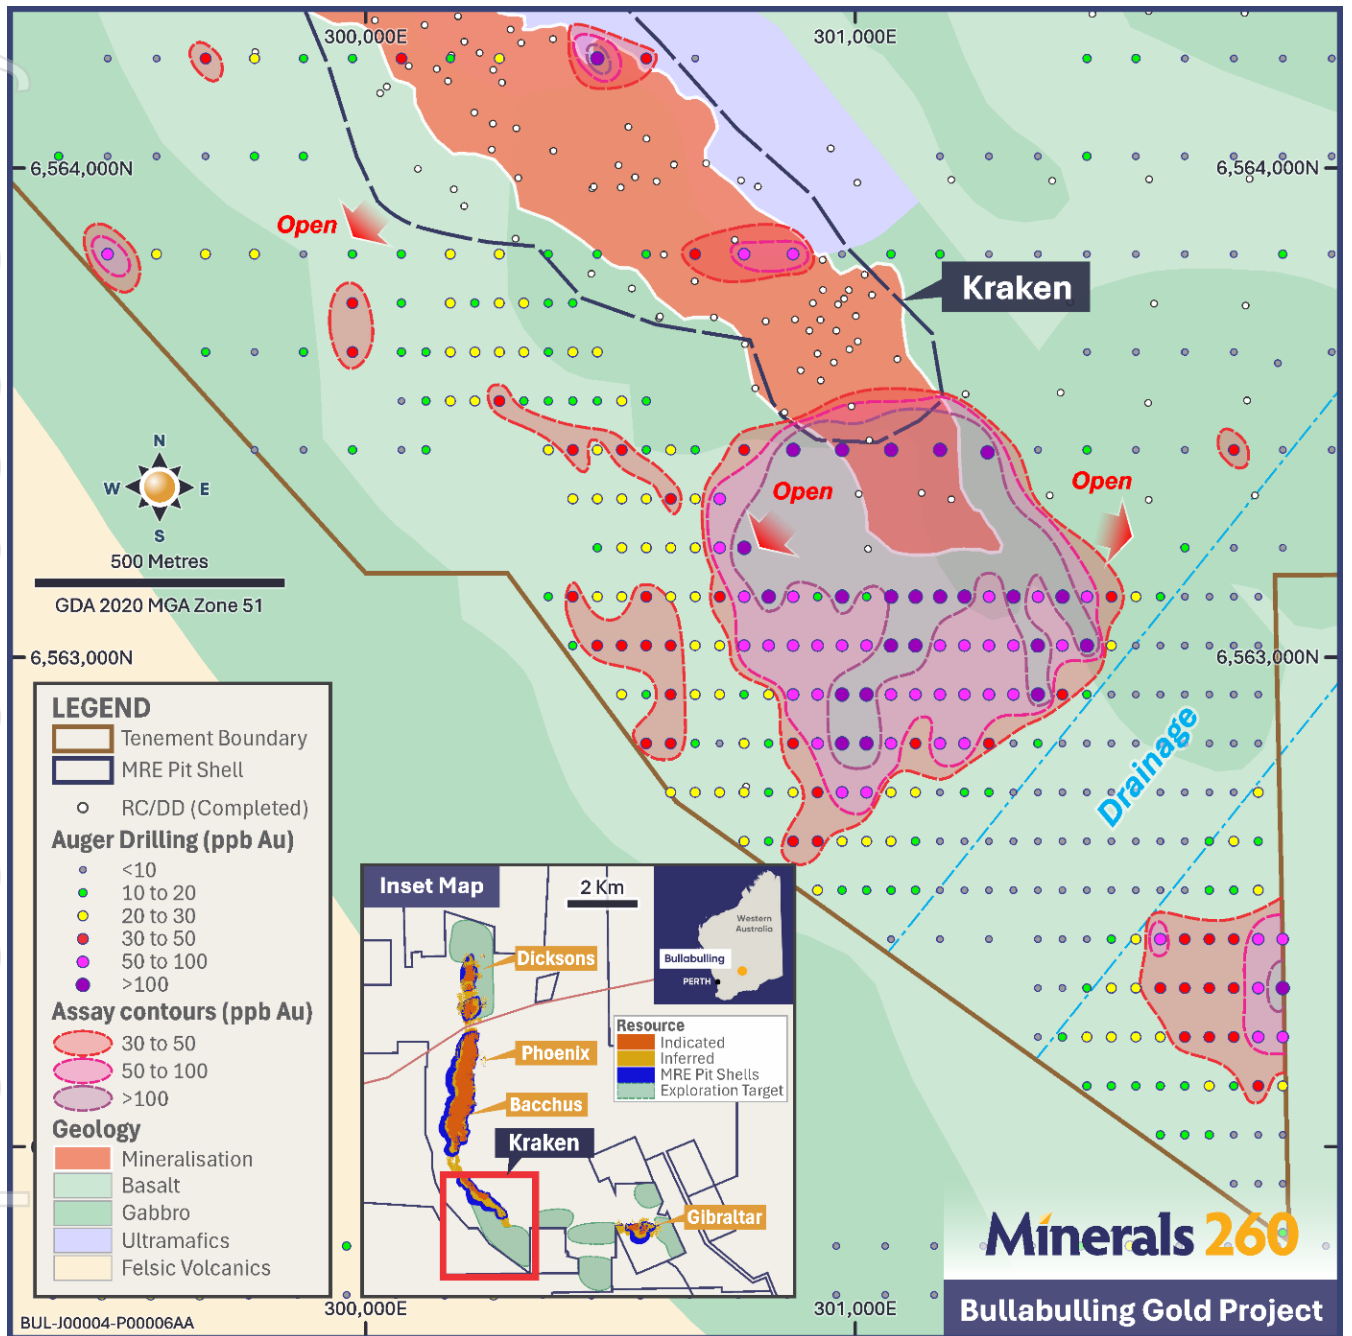 300,000E
301,000E
6,564,000N
6,564,000N
Open
Kraken
Open
Open
N
W
E
S
500 Metres
GDA 2020 MGA Zone 51
6,563,000N
6,563,000N
Drainage
LEGEND
Tenement Boundary
MRE Pit Shell
RC/DD (Completed)
Auger Drilling (ppb Au)
<10
10 to 20
20 to 30
30 to 50
50 to 100
>100
Assay contours (ppb Au)
30 to 50
50 to 100
>100
Geology
Mineralisation
Basalt
Gabbro
Ultramafics
Felsic Volcanics
Inset Map
2 Km
Western
Australia
Bullabulling
PERTH
Dicksons
Phoenix
Bacchus
Kraken
Gibraltar
Resource
Indicated
Inferred
MRE Pit Shells
Exploration Target
Minerals 260
Bullabulling Gold Project
300,000E
301,000E
BUL-J00004-P00006AA